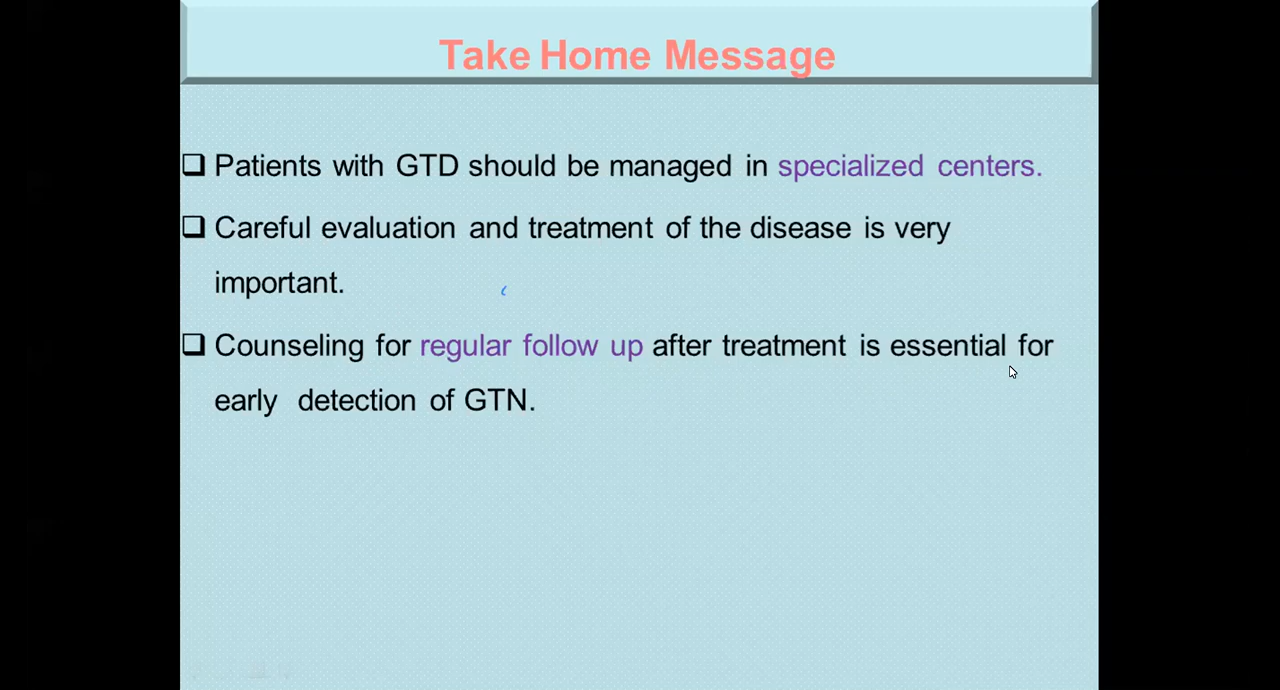 Take Home Message
❑ Patients with GTD should be managed in specialized centers.
❑ Careful evaluation and treatment of the disease is very
important.
❑ Counseling for regular follow up after treatment is essential for
early detection of GTN.